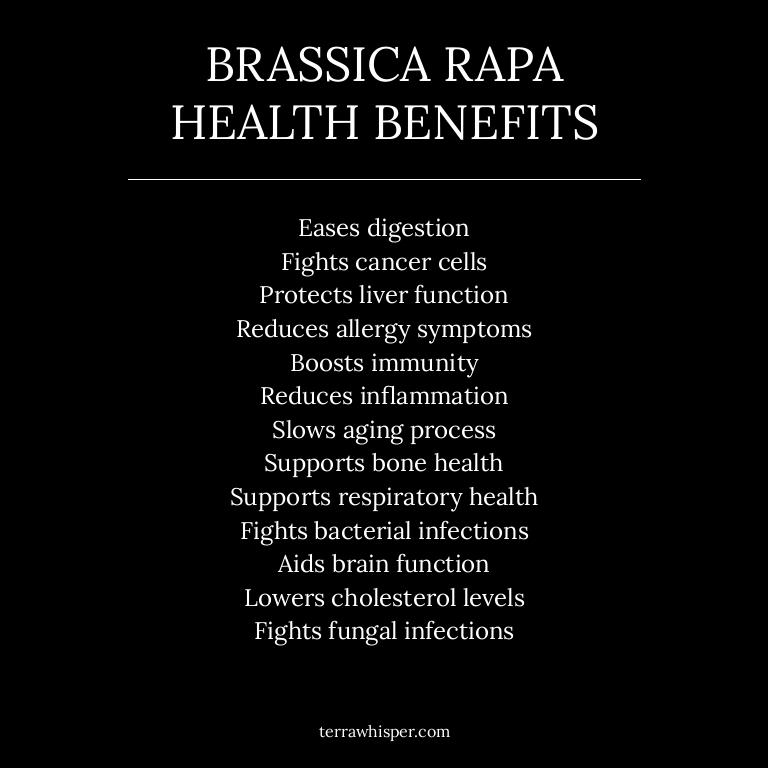 BRASSICA RAPA
HEALTH BENEFITS
Eases digestion
Fights cancer cells
Protects liver function
Reduces allergy symptoms
Boosts immunity
Reduces inflammation
Slows aging process
Supports bone health
Supports respiratory health
Fights bacterial infections
Aids brain function
Lowers cholesterol levels
Fights fungal infections
terrawhisper.com